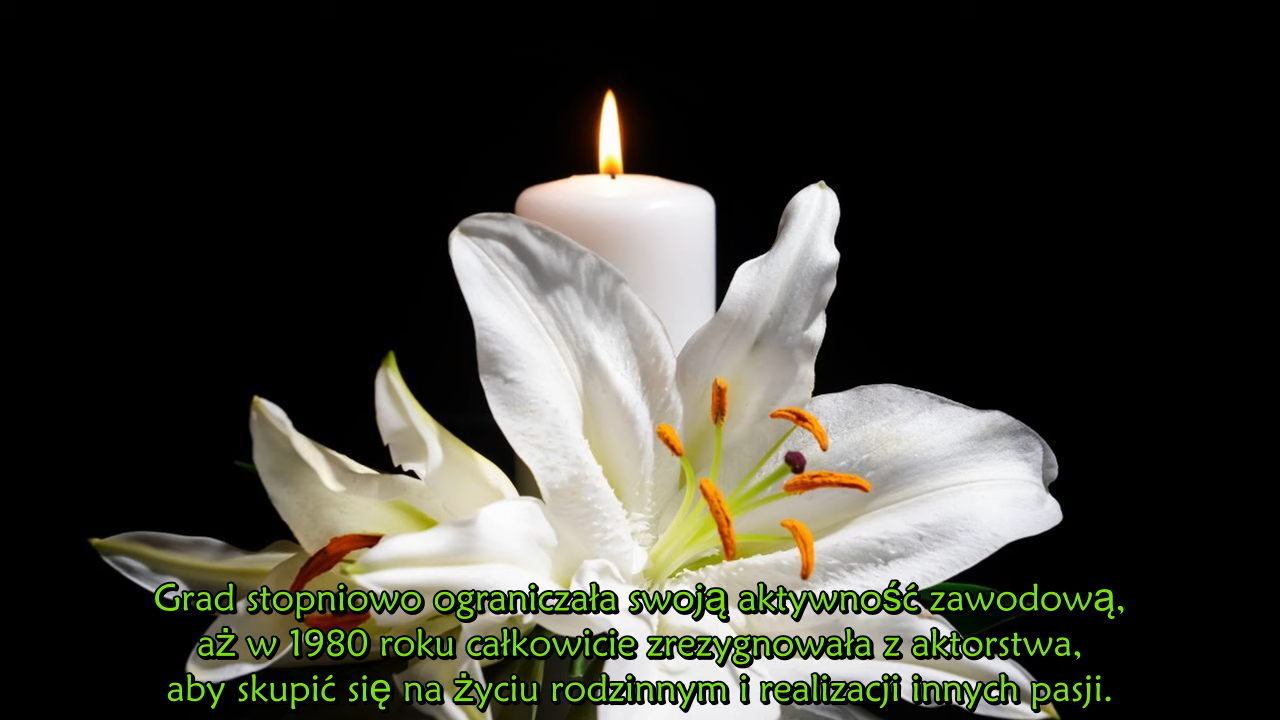 Grad stopniowo ograniczała swoją aktywność zawodową,
aż w 1980 roku całkowicie zrezygnowała z aktorstwa,
aby skupić się na życiu rodzinnym i realizacji innych pasji.